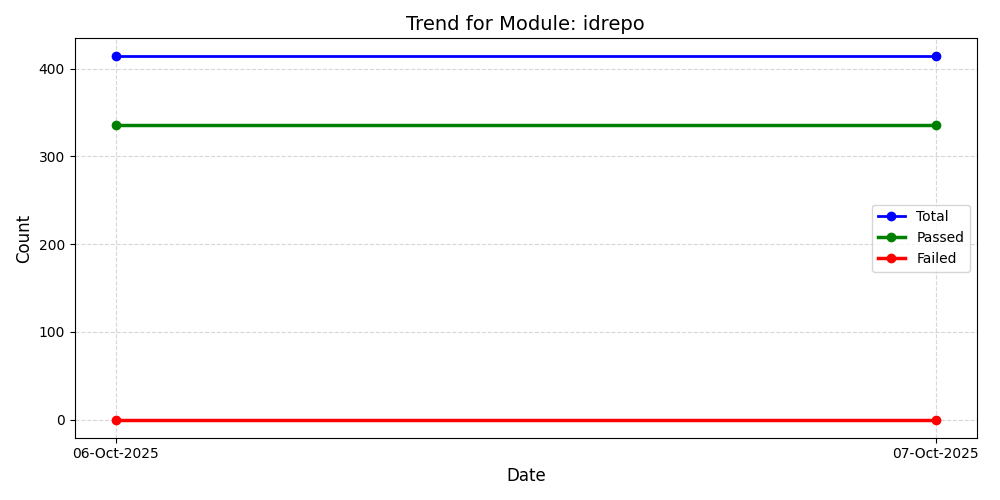 Trend for Module: idrepo
Count
400
300
200
100
0
Total
Passed
Failed
06-Oct-2025
07-Oct-2025
Date